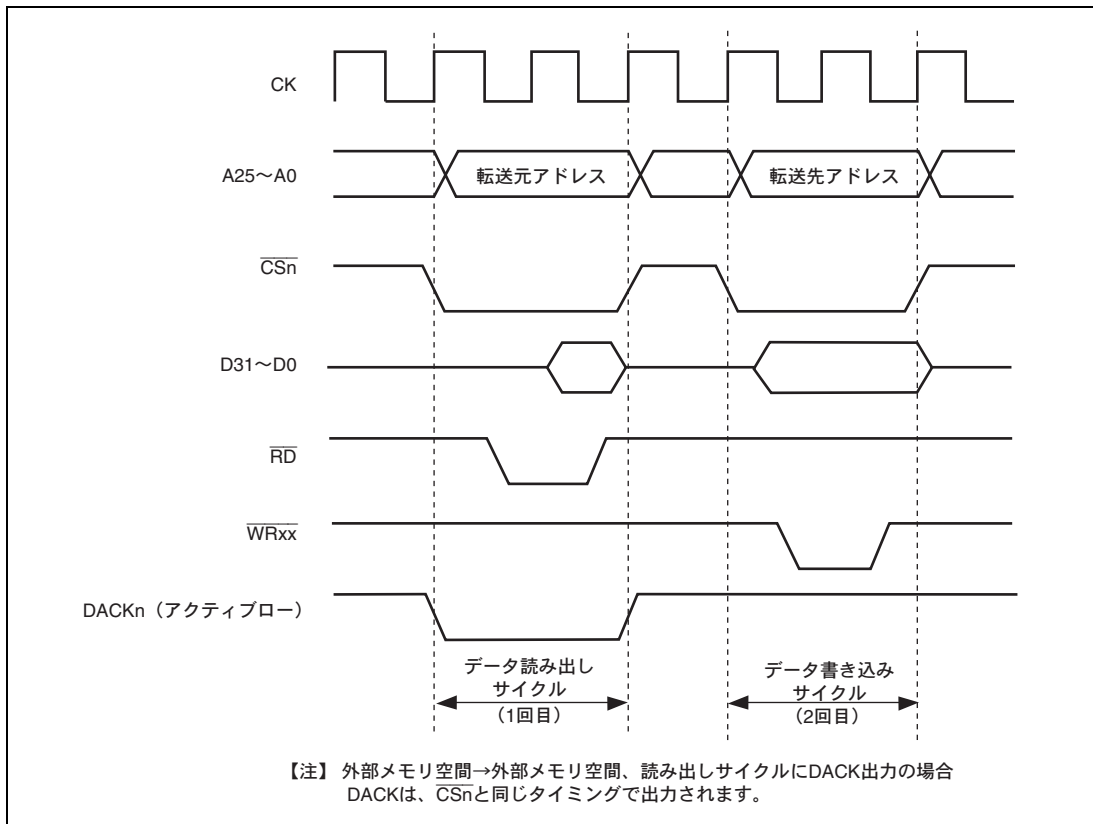 CK
A25～A0
転送元アドレス
転送先アドレス
CSn
D31～D0
RD
WRxx
DACKn（アクティブロー）
データ読み出し
サイクル
（1回目）
データ書き込み
サイクル
（2回目）
【注】 外部メモリ空間→外部メモリ空間、読み出しサイクルにDACK出力の場合
DACKは、CSnと同じタイミングで出力されます。